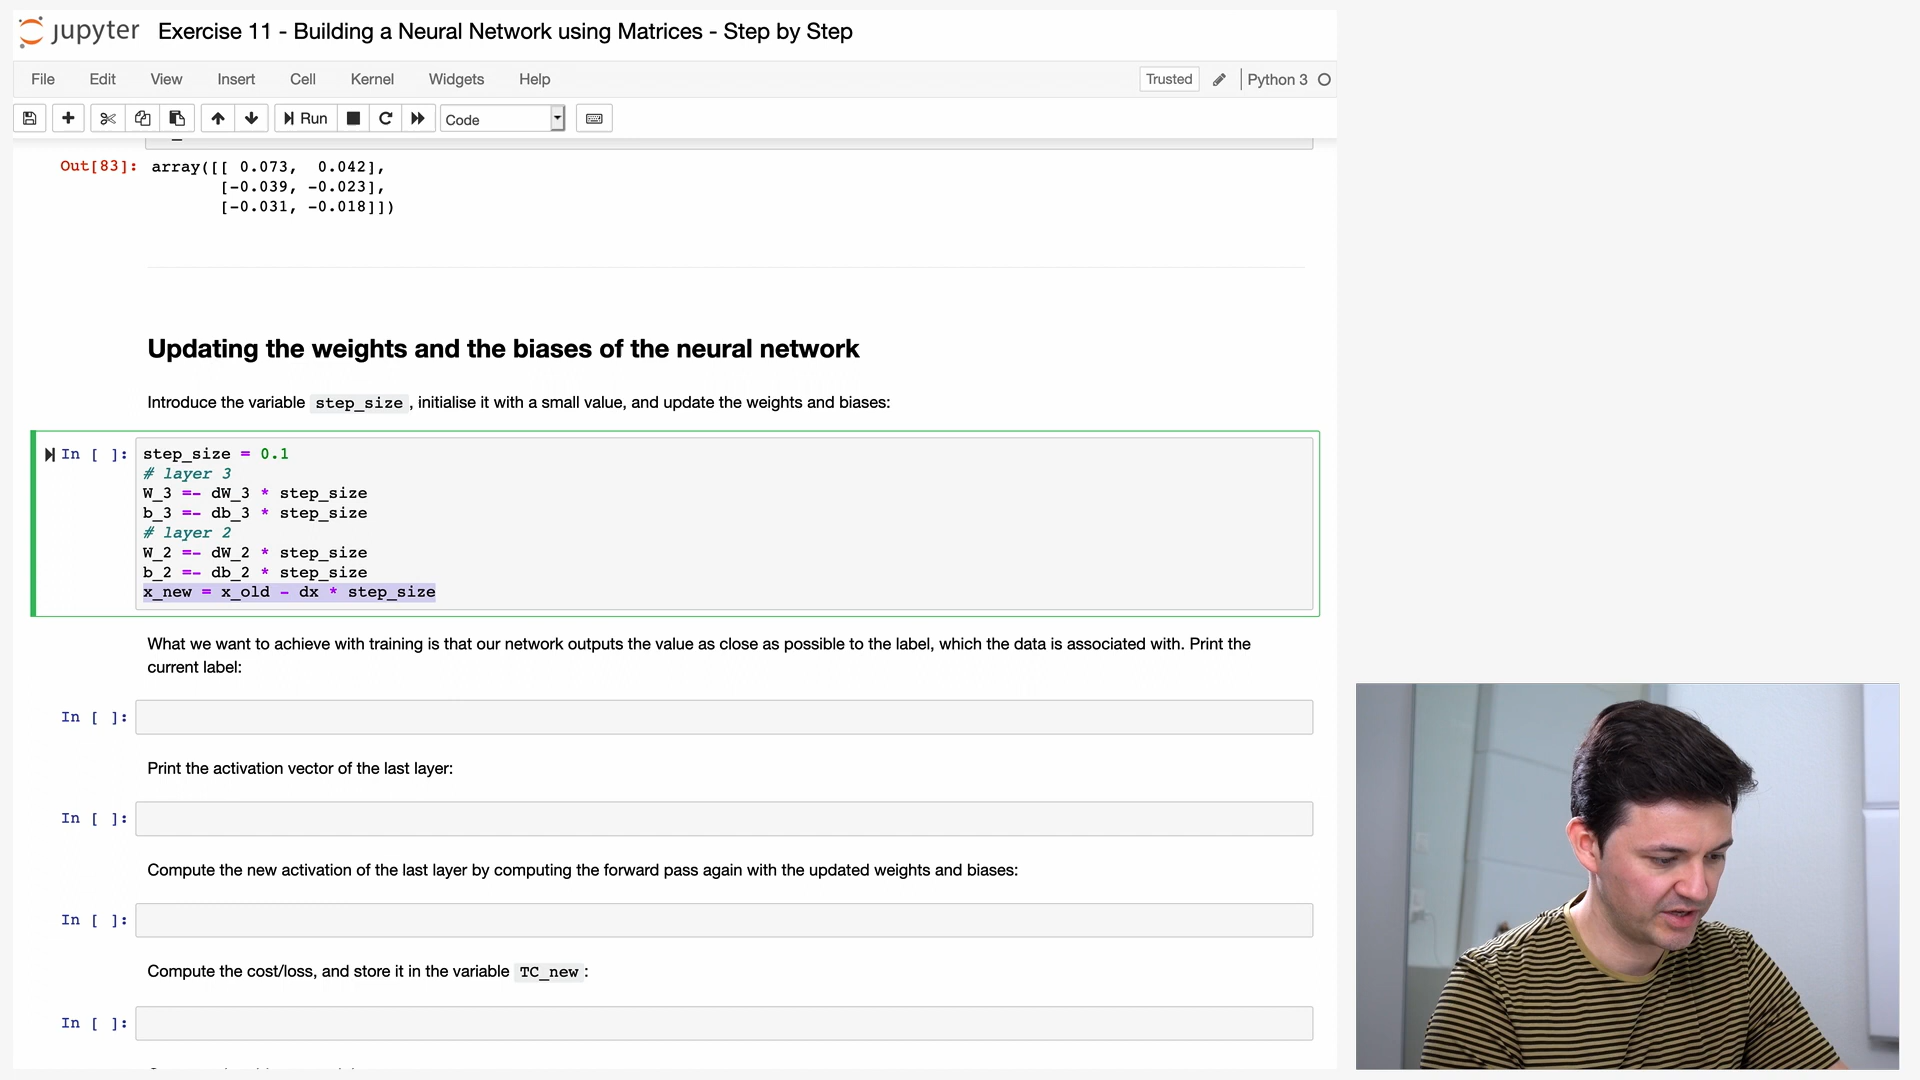 jupyter Exercise 11 - Building a Neural Network using Matrices - Step by Step
File Edit View Insert Cell Kernel Widgets Help Trusted Python 3
Run Code
Out[83]: array([[ 0.073, 0.042],
[-0.039, -0.023],
[-0.031, -0.018]])
Updating the weights and the biases of the neural network
Introduce the variable step_size , initialise it with a small value, and update the weights and biases:
In [ ]: step_size = 0.1
# layer 3
W_3 =- dW_3 * step_size
b_3 =- db_3 * step_size
# layer 2
W_2 =- dW_2 * step_size
b_2 =- db_2 * step_size
x_new = x_old - dx * step_size
What we want to achieve with training is that our network outputs the value as close as possible to the label, which the data is associated with. Print the
current label:
In [ ]:
Print the activation vector of the last layer:
In [ ]:
Compute the new activation of the last layer by computing the forward pass again with the updated weights and biases:
In [ ]:
Compute the cost/loss, and store it in the variable TC_new :
In [ ]: